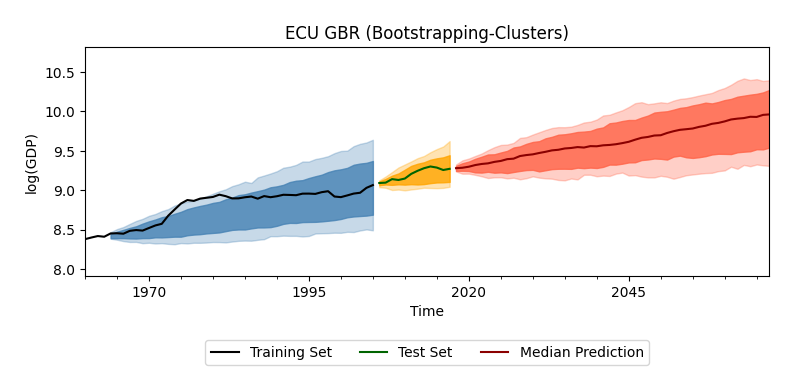 ECU GBR (Bootstrapping-Clusters)
log(GDP)
10.5
10.0
9.5
9.0
8.5
8.0
1970 1995 2020 2045
Time
Training Set Test Set Median Prediction